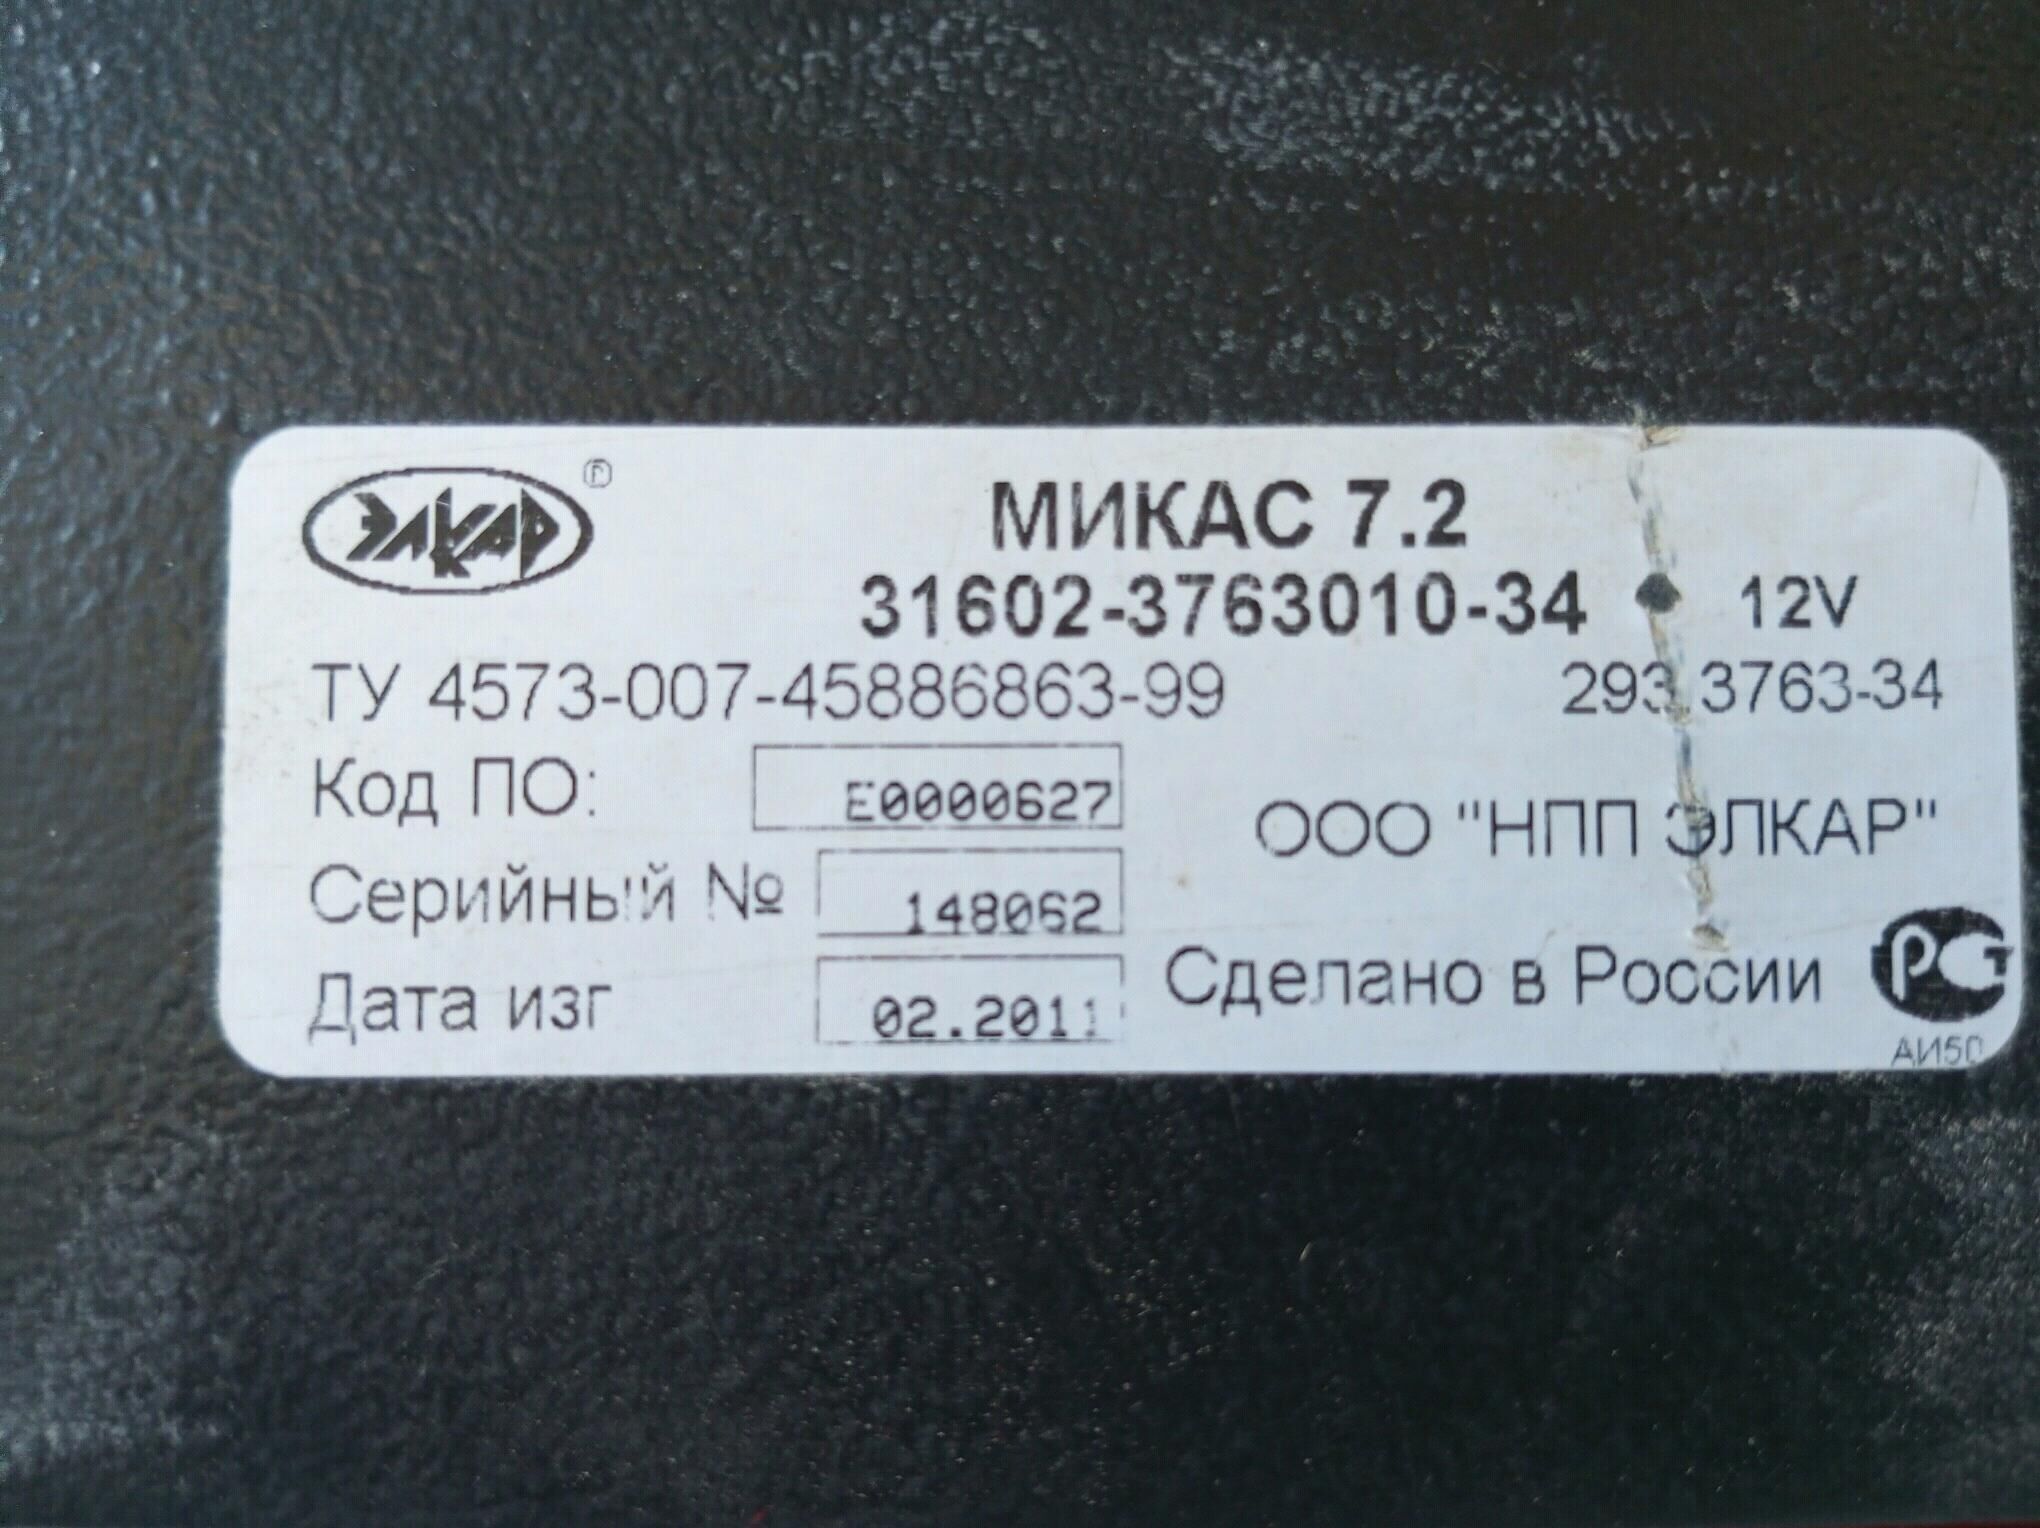 ЭЛКАР ®
МИКАС 7.2
31602-3763010-34 12V
ТУ 4573-007-45886863-99 293.3763-34
Код ПО: E0000627
ООО "НПП ЭЛКАР"
Серийный № 148062
Сделано в России РСТ
Дата изг 02.2011
АИ50